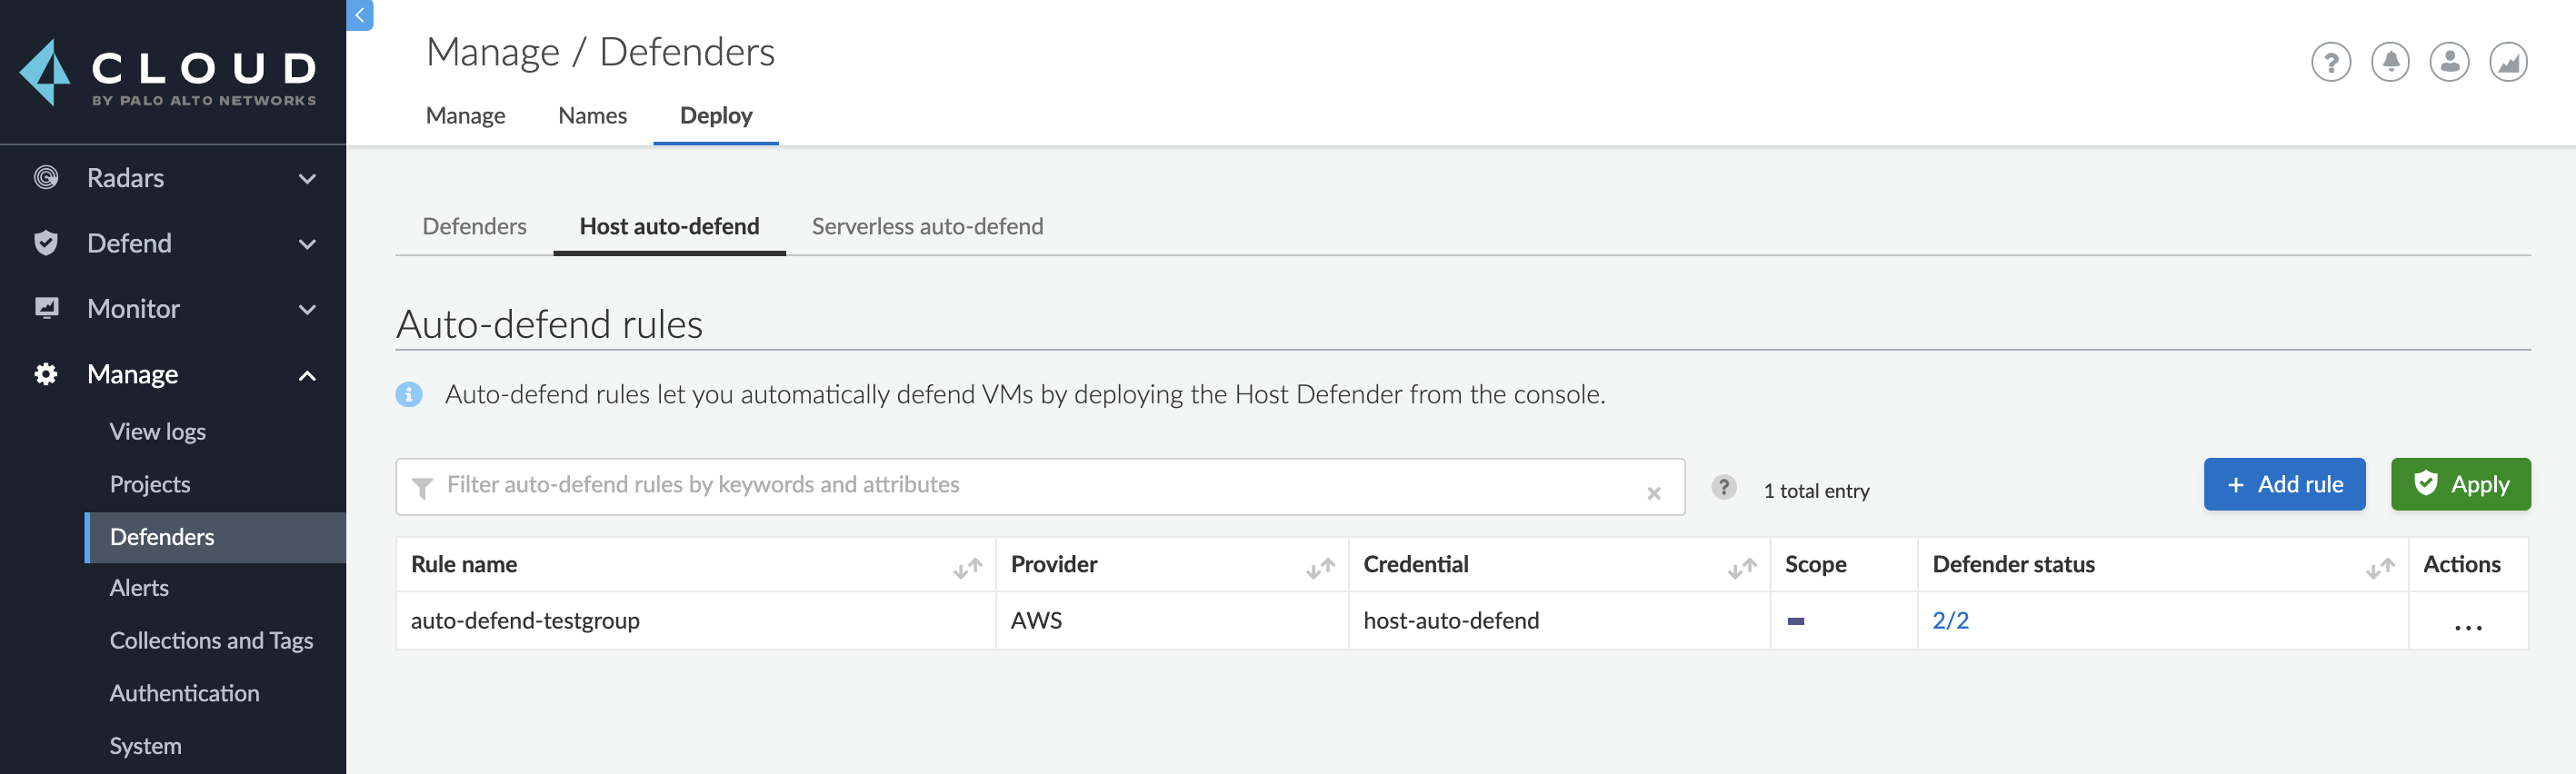 CLOUD
BY PALO ALTO NETWORKS
Radars
Defend
Monitor
Manage
View logs
Projects
Defenders
Alerts
Collections and Tags
Authentication
System
Manage / Defenders
Manage Names Deploy
Defenders Host auto-defend Serverless auto-defend
Auto-defend rules
Auto-defend rules let you automatically defend VMs by deploying the Host Defender from the console.
Filter auto-defend rules by keywords and attributes
1 total entry
+ Add rule
Apply
Rule name Provider Credential Scope Defender status Actions
auto-defend-testgroup AWS host-auto-defend 2/2 ...